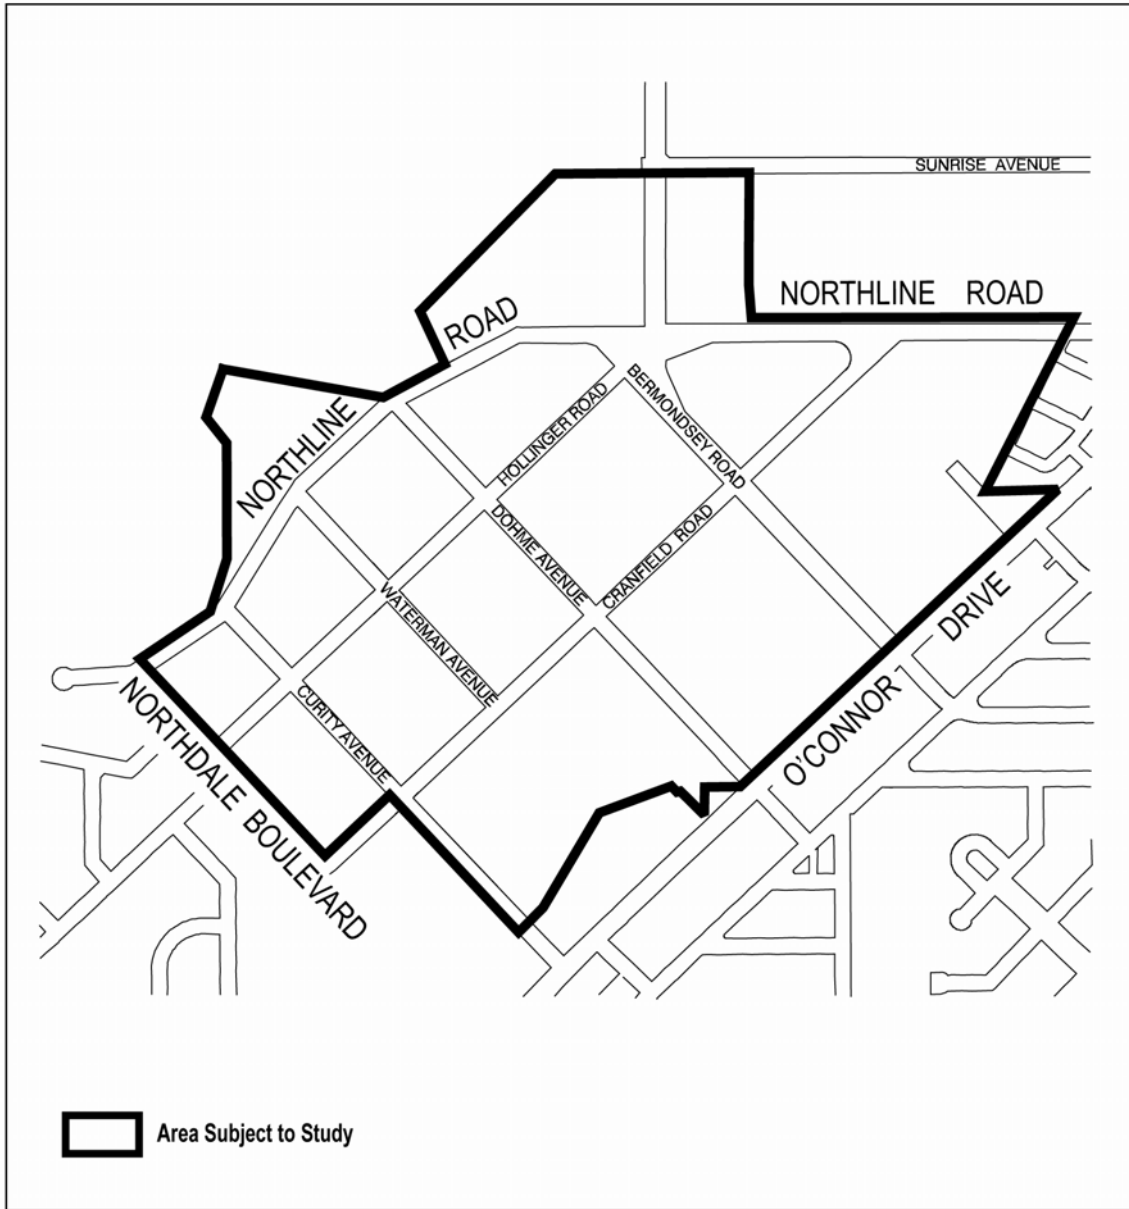 SUNRISE AVENUE
NORTHLINE ROAD
NORTHLINE ROAD
HOLLINGER ROAD
BERMONDSEY ROAD
DOHME AVENUE
CRANFIELD ROAD
WATERMAN AVENUE
CURITY AVENUE
O'CONNOR DRIVE
NORTHDALE BOULEVARD
Area Subject to Study